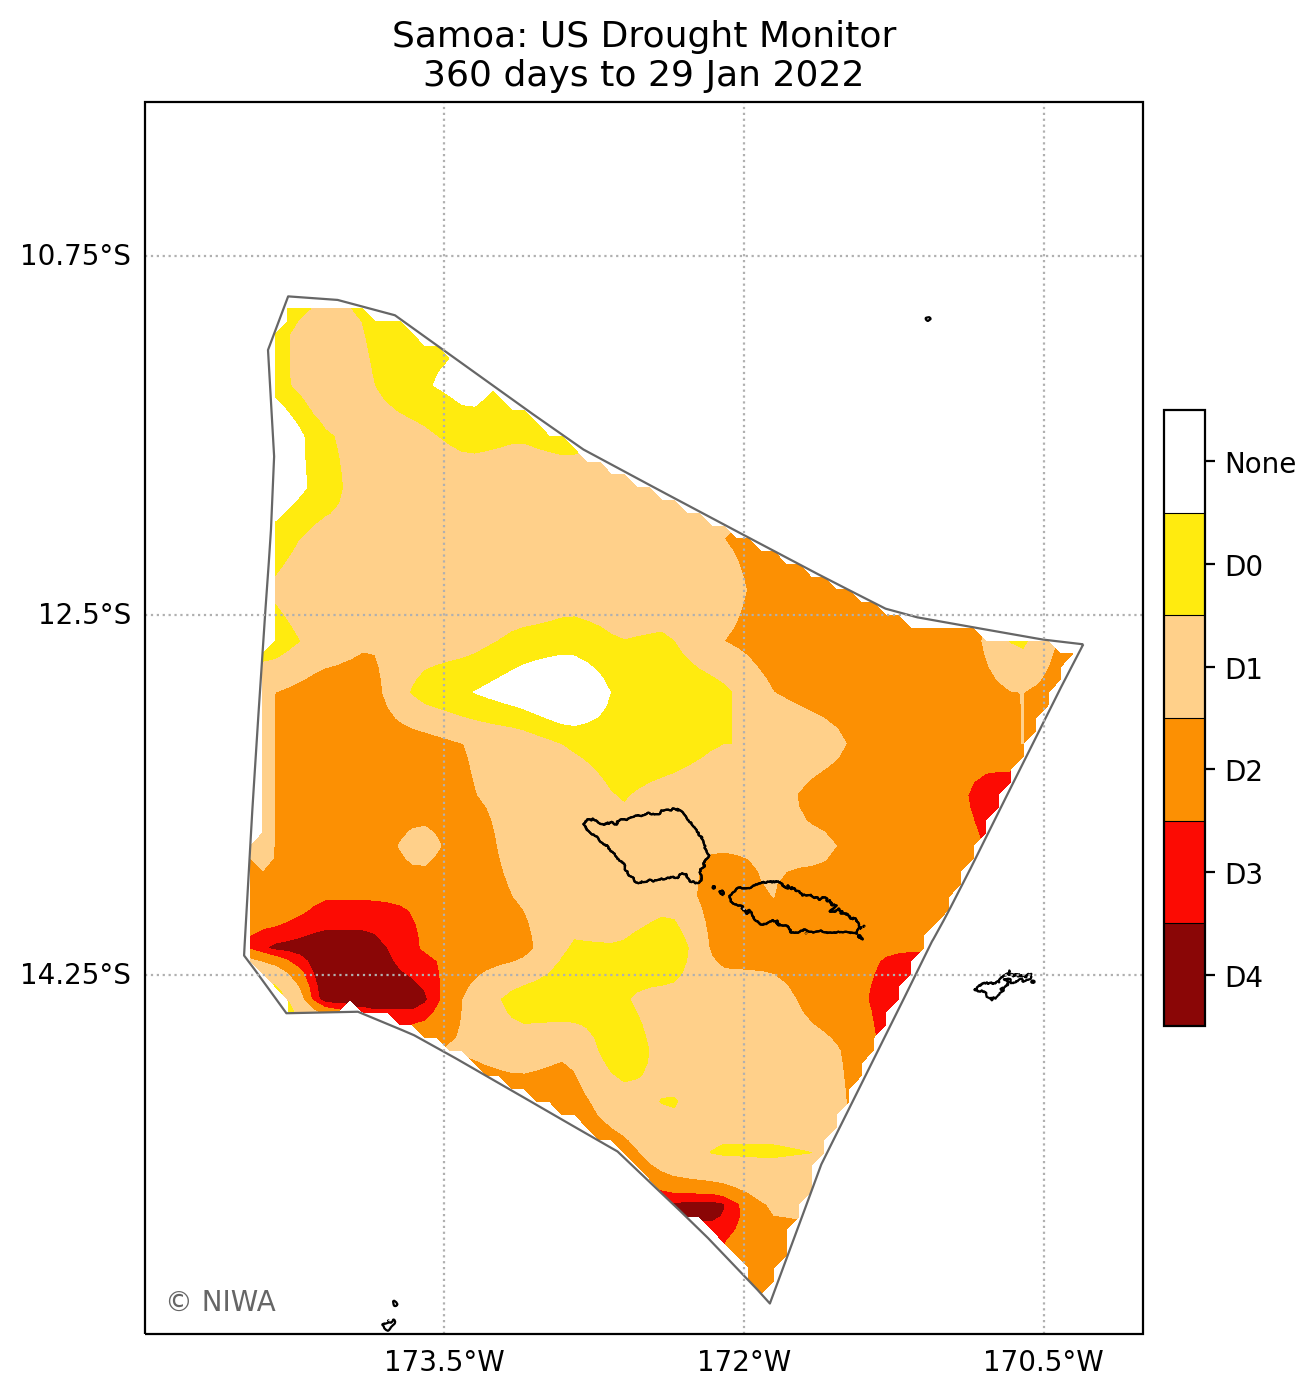 Samoa: US Drought Monitor
360 days to 29 Jan 2022
10.75°S
12.5°S
14.25°S
173.5°W
172°W
170.5°W
None
D0
D1
D2
D3
D4
© NIWA